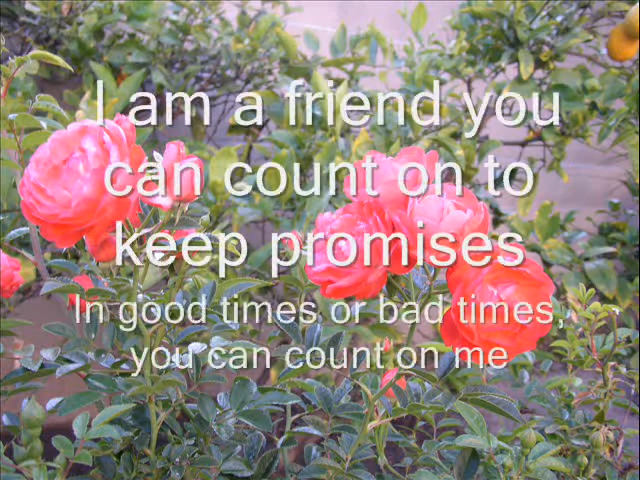 I am a friend you
can count on to
keep promises
In good times or bad times,
you can count on me